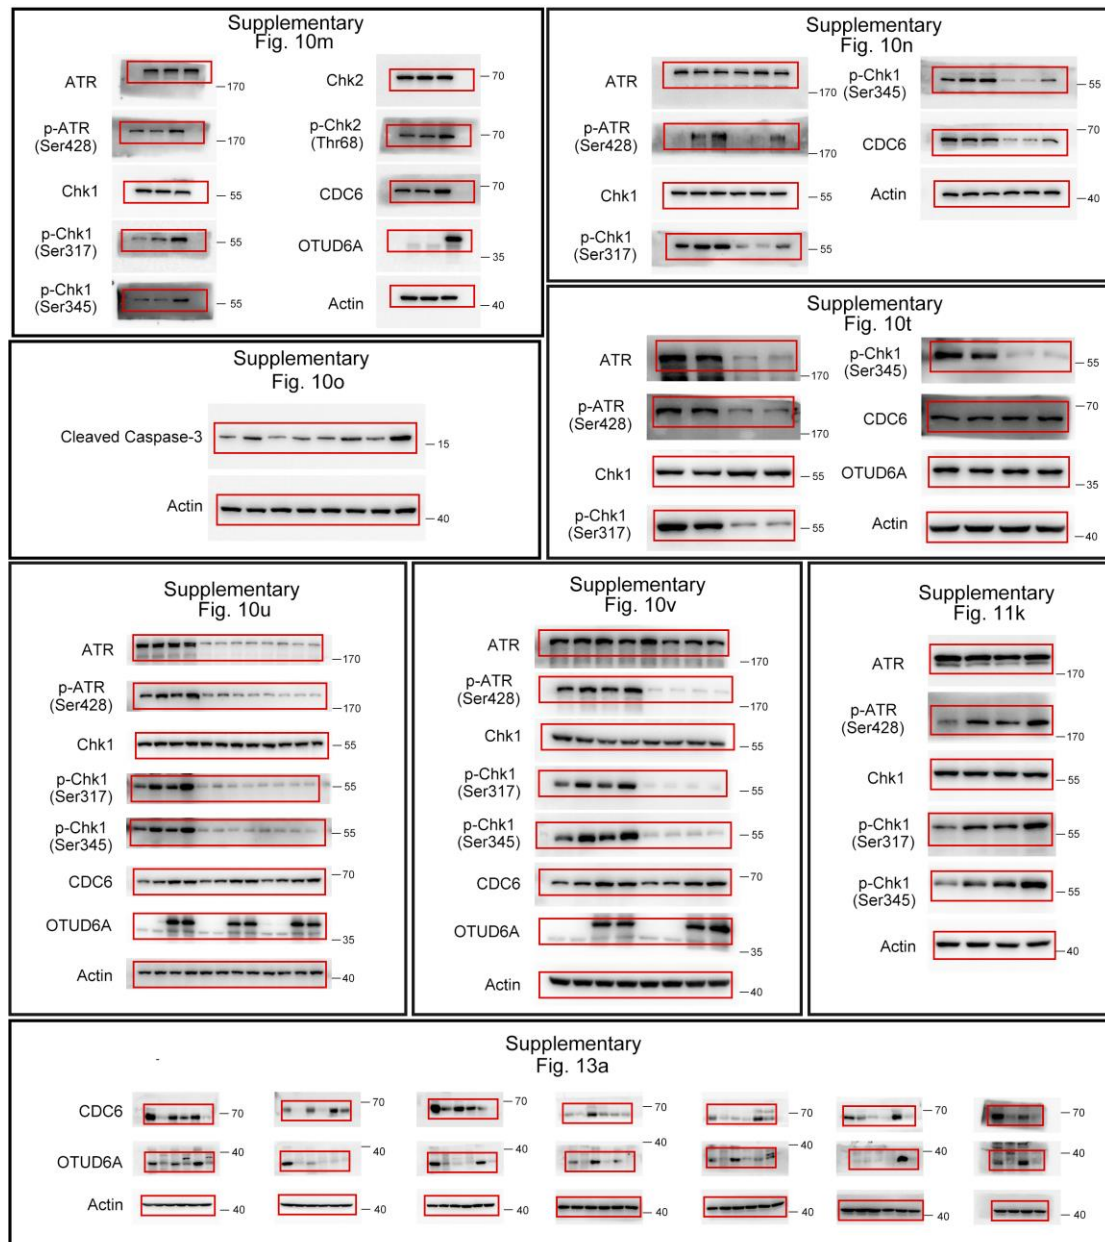 Supplementary
Fig. 10m
ATR
170
p-ATR
(Ser428)
170
Chk1
55
p-Chk1
(Ser317)
55
p-Chk1
(Ser345)
55
Chk2
70
p-Chk2
(Thr68)
70
CDC6
70
OTUD6A
35
Actin
40
Supplementary
Fig. 10n
ATR
170
p-ATR
(Ser428)
170
Chk1
55
p-Chk1
(Ser317)
55
p-Chk1
(Ser345)
55
CDC6
70
Actin
40
Supplementary
Fig. 10o
Cleaved Caspase-3
15
Actin
40
Supplementary
Fig. 10t
ATR
170
p-ATR
(Ser428)
170
Chk1
55
p-Chk1
(Ser317)
55
p-Chk1
(Ser345)
55
CDC6
70
OTUD6A
35
Actin
40
Supplementary
Fig. 10u
ATR
170
p-ATR
(Ser428)
170
Chk1
55
p-Chk1
(Ser317)
55
p-Chk1
(Ser345)
55
CDC6
70
OTUD6A
35
Actin
40
Supplementary
Fig. 10v
ATR
170
p-ATR
(Ser428)
170
Chk1
55
p-Chk1
(Ser317)
55
p-Chk1
(Ser345)
55
CDC6
70
OTUD6A
35
Actin
40
Supplementary
Fig. 11k
ATR
170
p-ATR
(Ser428)
170
Chk1
55
p-Chk1
(Ser317)
55
p-Chk1
(Ser345)
55
Actin
40
Supplementary
Fig. 13a
CDC6
70 70 70 70 70 70 70
OTUD6A
40 40 40 40 40 40 40
Actin
40 40 40 40 40 40 40